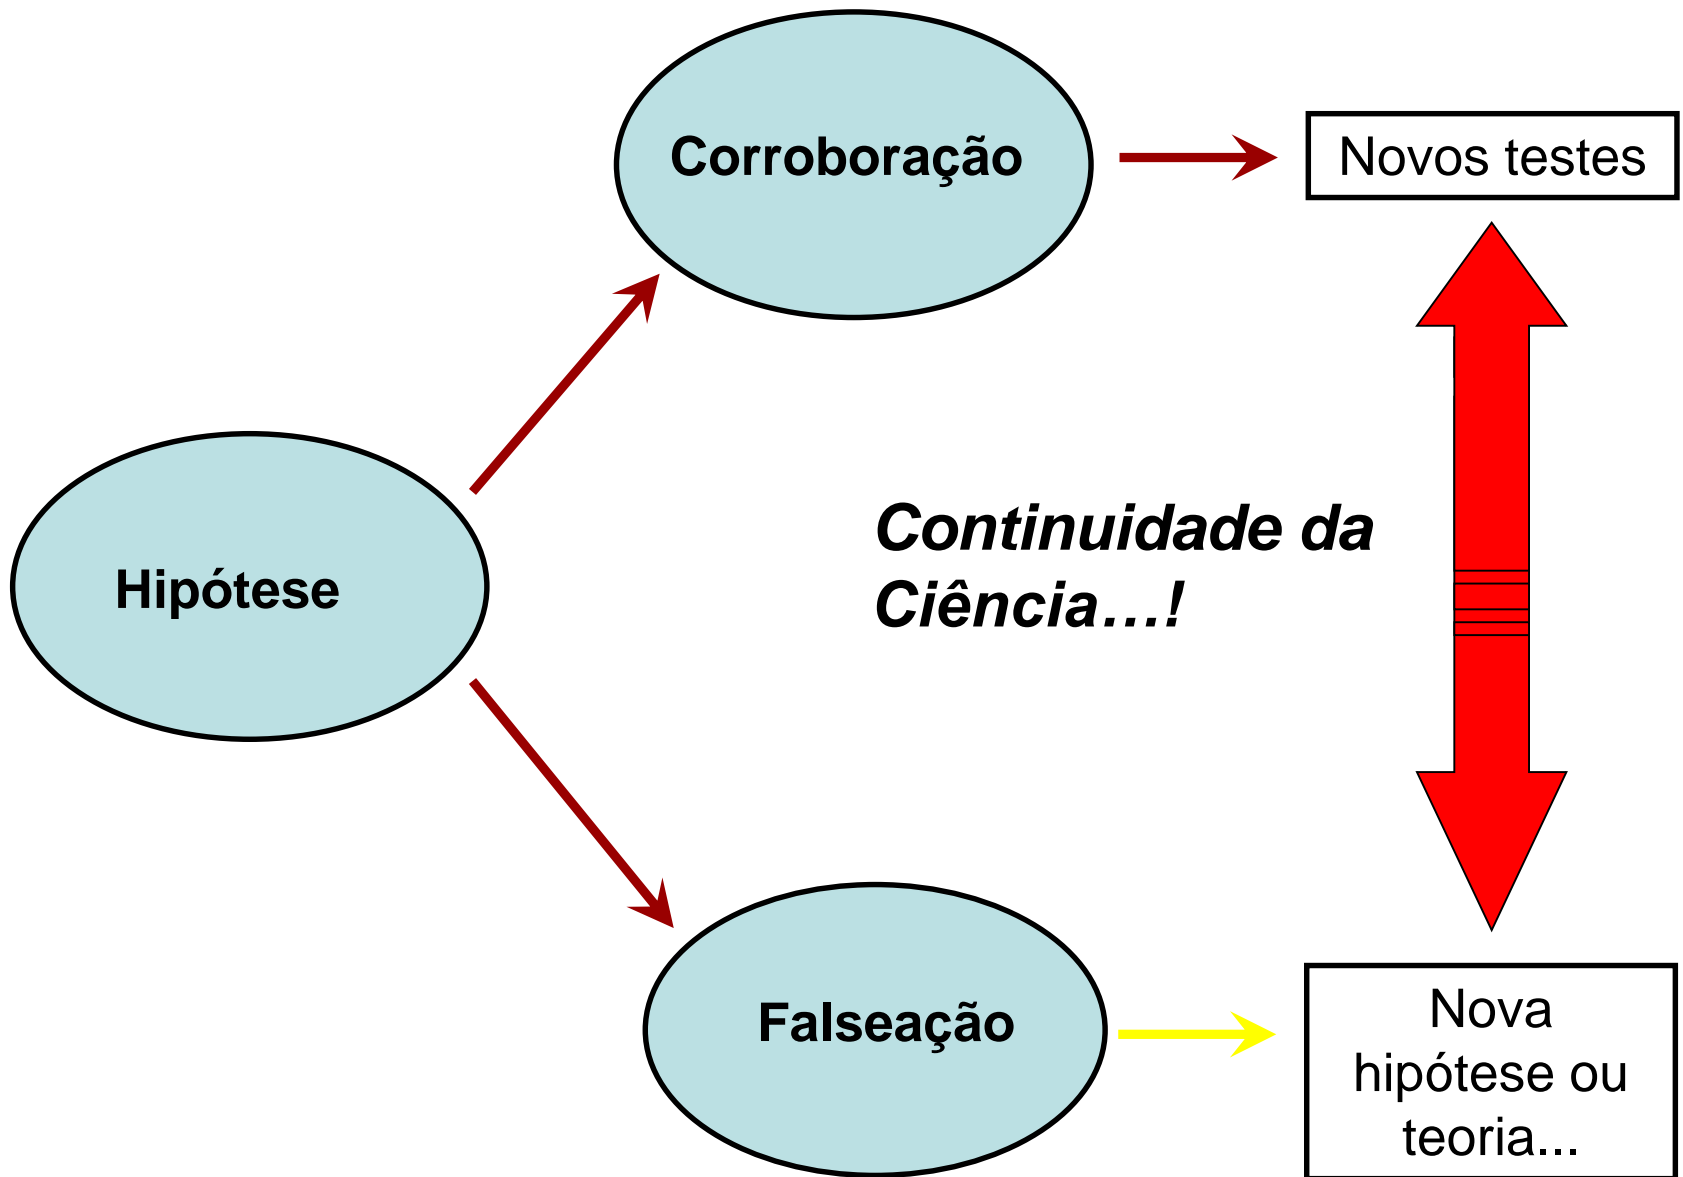 Corroboração
Novos testes
Continuidade da
Ciência...!
Hipótese
Falseação
Nova
hipótese ou
teoria...